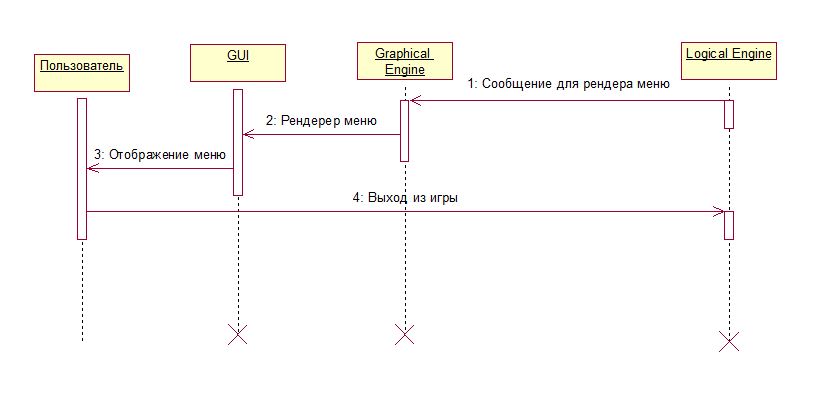 Пользователь
GUI
Graphical
Engine
Logical Engine
1: Сообщение для рендера меню
2: Рендерер меню
3: Отображение меню
4: Выход из игры